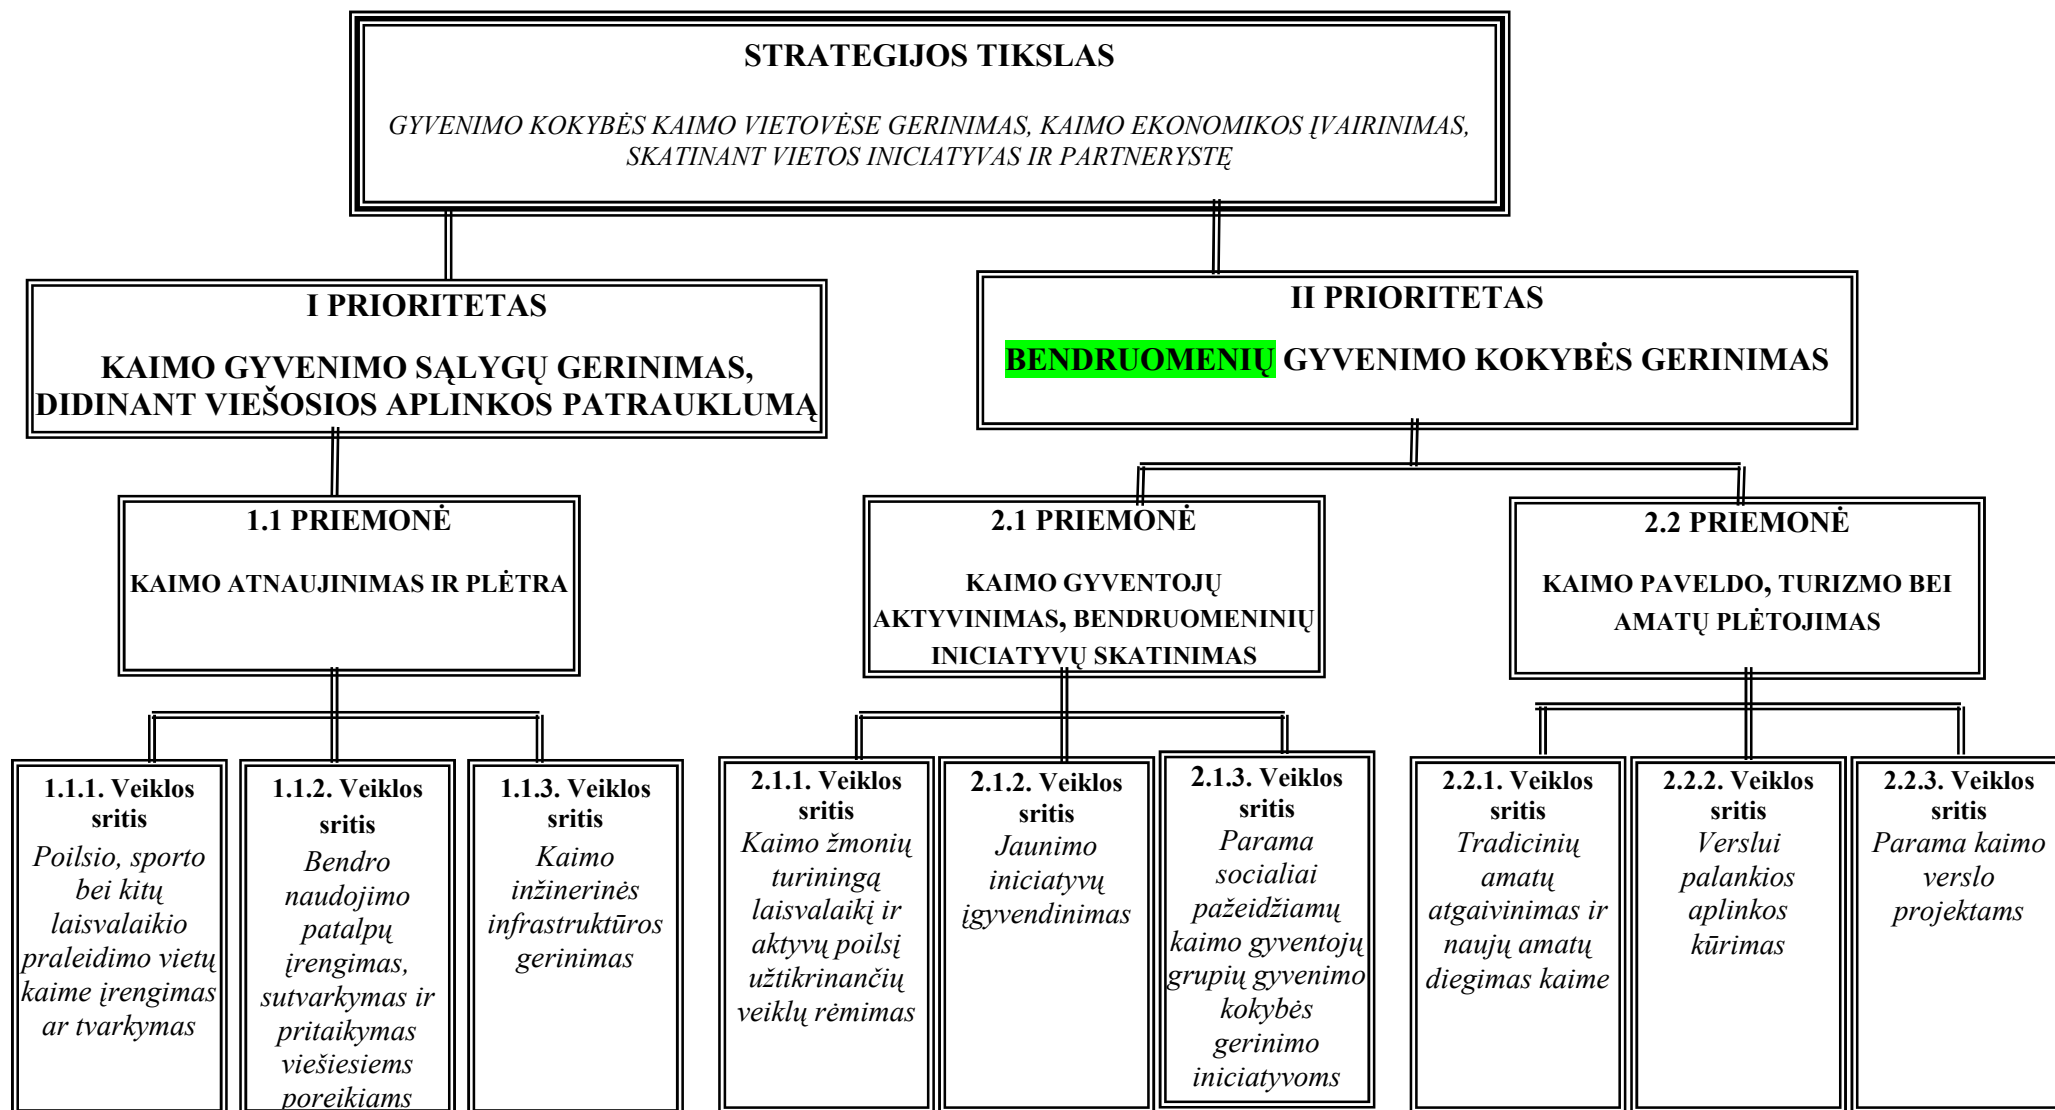 STRATEGIJOS TIKSLAS
GYVENIMO KOKYBĖS KAIMO VIETOVĖSE GERINIMAS, KAIMO EKONOMIKOS ĮVAIRINIMAS,
SKATINANT VIETOS INICIATYVAS IR PARTNERYSTĘ
I PRIORITETAS
KAIMO GYVENIMO SĄLYGŲ GERINIMAS,
DIDINANT VIEŠOSIOS APLINKOS PATRAUKLUMĄ
II PRIORITETAS
BENDRUOMENIŲ GYVENIMO KOKYBĖS GERINIMAS
1.1 PRIEMONĖ
KAIMO ATNAUJINIMAS IR PLĖTRA
2.1 PRIEMONĖ
KAIMO GYVENTOJŲ
AKTYVINIMAS, BENDRUOMENINIŲ
INICIATYVŲ SKATINIMAS
2.2 PRIEMONĖ
KAIMO PAVELDO, TURIZMO BEI
AMATŲ PLĖTOJIMAS
1.1.1. Veiklos
sritis
Poilsio, sporto
bei kitų
laisvalaikio
praleidimo vietų
kaime įrengimas
ar tvarkymas
1.1.2. Veiklos
sritis
Bendro
naudojimo
patalpų
įrengimas,
sutvarkymas ir
pritaikymas
viešiesiems
poreikiams
1.1.3. Veiklos
sritis
Kaimo
inžinerinės
infrastruktūros
gerinimas
2.1.1. Veiklos
sritis
Kaimo žmonių
turiningą
laisvalaikį ir
aktyvų poilsį
užtikrinančių
veiklų rėmimas
2.1.2. Veiklos
sritis
Jaunimo
iniciatyvų
įgyvendinimas
2.1.3. Veiklos
sritis
Parama
socialiai
pažeidžiamų
kaimo gyventojų
grupių gyvenimo
kokybės
gerinimo
iniciatyvoms
2.2.1. Veiklos
sritis
Tradicinių
amatų
atgaivinimas ir
naujų amatų
diegimas kaime
2.2.2. Veiklos
sritis
Verslui
palankios
aplinkos
kūrimas
2.2.3. Veiklos
sritis
Parama kaimo
verslo
projektams